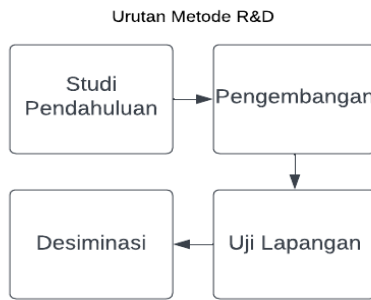 Urutan Metode R&D
Studi
Pendahuluan
Pengembangan
Uji Lapangan
Desiminasi